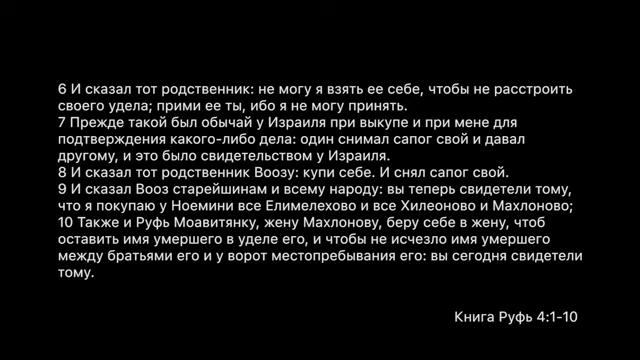 6 И сказал тот родственник: не могу я взять ее себе, чтобы не расстроить
своего удела; прими ее ты, ибо я не могу принять.
7 Прежде такой был обычай у Израиля при выкупе и при мене для
подтверждения какого-либо дела: один снимал сапог свой и давал
другому, и это было свидетельством у Израиля.
8 И сказал тот родственник Воозу: купи себе. И снял сапог свой.
9 И сказал Вооз старейшинам и всему народу: вы теперь свидетели тому,
что я покупаю у Ноемини все Елимелехово и все Хилеоново и Махлоново;
10 Также и Руфь Моавитянку, жену Махлонову, беру себе в жену, чтоб
оставить имя умершего в уделе его, и чтобы не исчезло имя умершего
между братьями его и у ворот местопребывания его: вы сегодня свидетели
тому.
Книга Руфь 4:1-10